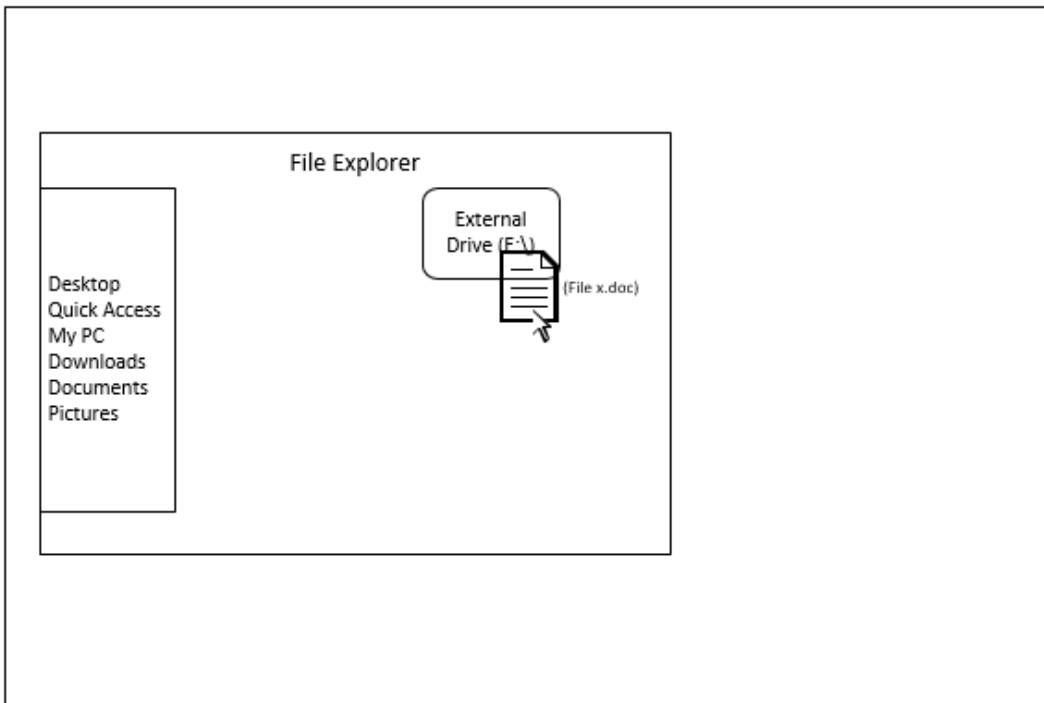 File Explorer
External
Drive (E:\)
(File x.doc)
Desktop
Quick Access
My PC
Downloads
Documents
Pictures